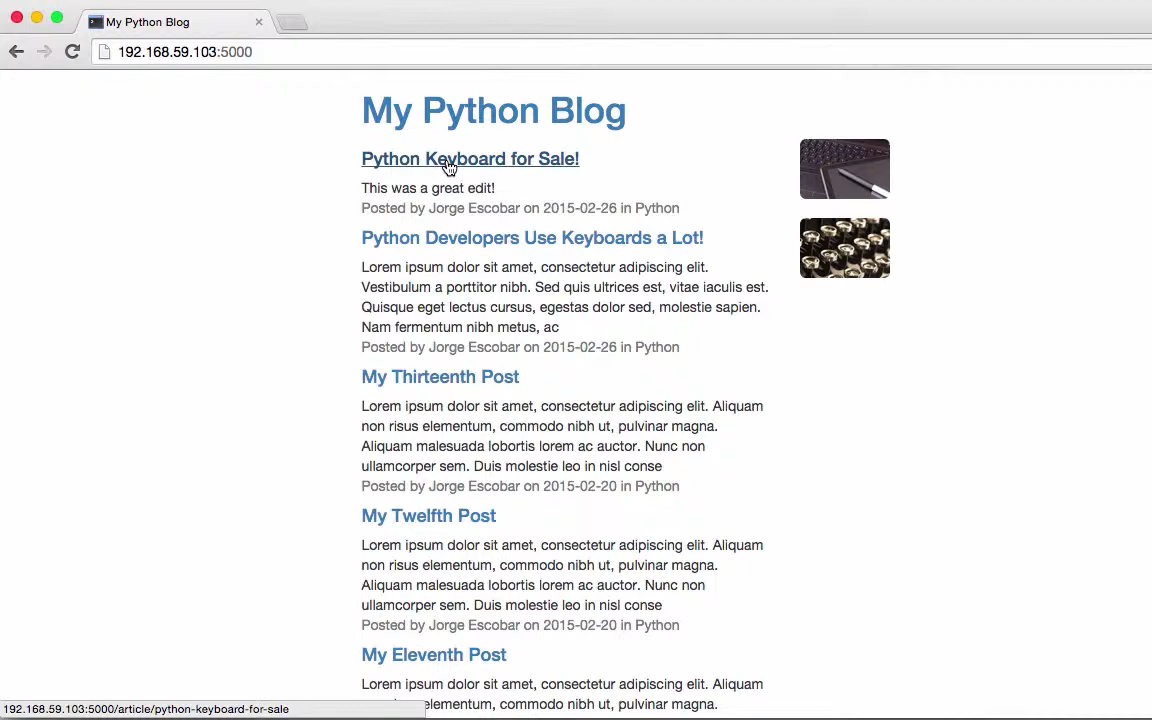 My Python Blog
192.168.59.103:5000
My Python Blog
Python Keyboard for Sale!
This was a great edit!
Posted by Jorge Escobar on 2015-02-26 in Python
Python Developers Use Keyboards a Lot!
Lorem ipsum dolor sit amet, consectetur adipiscing elit.
Vestibulum a porttitor nibh. Sed quis ultrices est, vitae iaculis est.
Quisque eget lectus cursus, egestas dolor sed, molestie sapien.
Nam fermentum nibh metus, ac
Posted by Jorge Escobar on 2015-02-26 in Python
My Thirteenth Post
Lorem ipsum dolor sit amet, consectetur adipiscing elit. Aliquam
non risus elementum, commodo nibh ut, pulvinar magna.
Aliquam malesuada lobortis lorem ac auctor. Nunc non
ullamcorper sem. Duis molestie leo in nisl conse
Posted by Jorge Escobar on 2015-02-20 in Python
My Twelfth Post
Lorem ipsum dolor sit amet, consectetur adipiscing elit. Aliquam
non risus elementum, commodo nibh ut, pulvinar magna.
Aliquam malesuada lobortis lorem ac auctor. Nunc non
ullamcorper sem. Duis molestie leo in nisl conse
Posted by Jorge Escobar on 2015-02-20 in Python
My Eleventh Post
Lorem ipsum dolor sit amet, consectetur adipiscing elit. Aliquam
elementum, commodo nibh ut, pulvinar magna.
192.168.59.103:5000/article/python-keyboard-for-sale